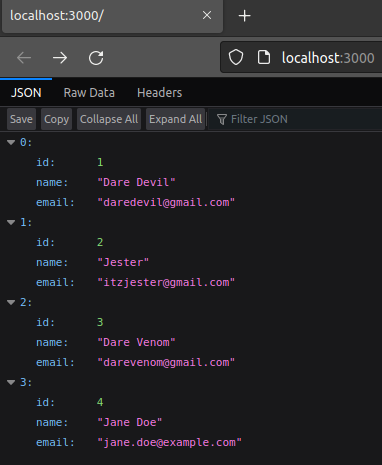 localhost:3000/
localhost:3000
JSON Raw Data Headers
Save Copy Collapse All Expand All Filter JSON
0:
id: 1
name: "Dare Devil"
email: "daredevil@gmail.com"
1:
id: 2
name: "Jester"
email: "itzjester@gmail.com"
2:
id: 3
name: "Dare Venom"
email: "darevenom@gmail.com"
3:
id: 4
name: "Jane Doe"
email: "jane.doe@example.com"